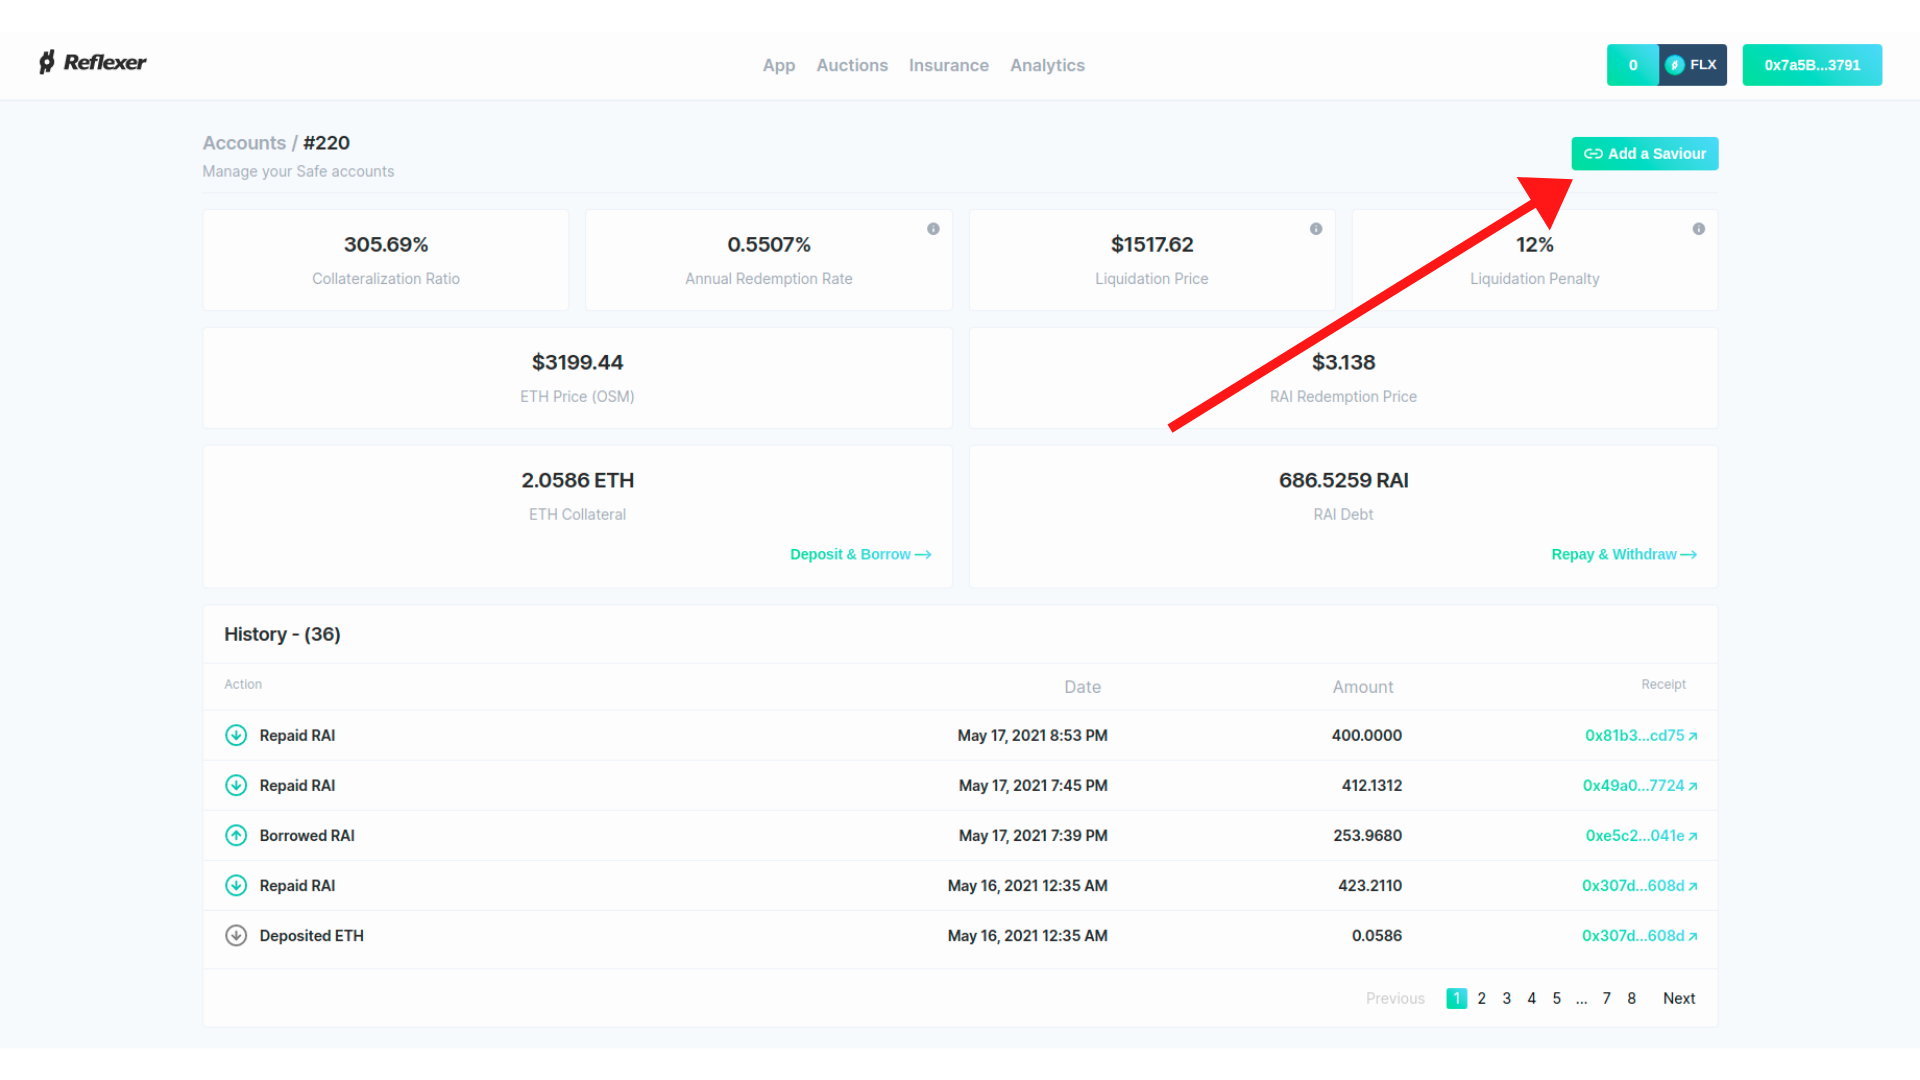 Reflexer
App Auctions Insurance Analytics
0 FLX 0x7a5B...3791
Accounts / #220
Manage your Safe accounts
Add a Saviour
305.69% 0.5507% $1517.62 12%
Collateralization Ratio Annual Redemption Rate Liquidation Price Liquidation Penalty
$3199.44 $3.138
ETH Price (OSM) RAI Redemption Price
2.0586 ETH 686.5259 RAI
ETH Collateral RAI Debt
Deposit & Borrow → Repay & Withdraw →
History - (36)
Action Date Amount Receipt
Repaid RAI May 17, 2021 8:53 PM 400.0000 0x81b3...cd75
Repaid RAI May 17, 2021 7:45 PM 412.1312 0x49a0...7724
Borrowed RAI May 17, 2021 7:39 PM 253.9680 0xe5c2...041e
Repaid RAI May 16, 2021 12:35 AM 423.2110 0x307d...608d
Deposited ETH May 16, 2021 12:35 AM 0.0586 0x307d...608d
Previous 1 2 3 4 5 ... 7 8 Next